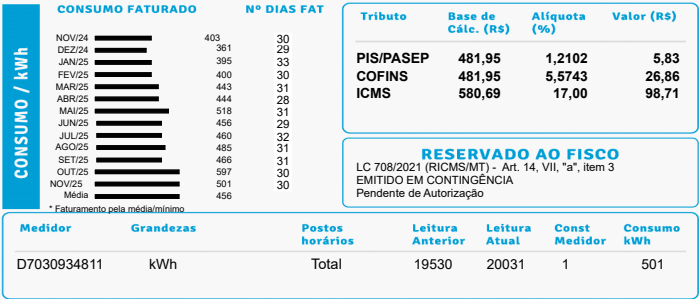 CONSUMO / kWh
CONSUMO FATURADO Nº DIAS FAT
NOV/24 403 30
DEZ/24 361 29
JAN/25 395 33
FEV/25 400 30
MAR/25 443 31
ABR/25 444 28
MAI/25 518 31
JUN/25 456 29
JUL/25 460 32
AGO/25 485 31
SET/25 466 31
OUT/25 597 30
NOV/25 501 30
Média 456
* Faturamento pela média/mínimo
Tributo Base de Cálc. (R$) Alíquota (%) Valor (R$)
PIS/PASEP 481,95 1,2102 5,83
COFINS 481,95 5,5743 26,86
ICMS 580,69 17,00 98,71
RESERVADO AO FISCO
LC 708/2021 (RICMS/MT) - Art. 14, VII, "a", item 3
EMITIDO EM CONTINGÊNCIA
Pendente de Autorização
Medidor Grandezas Postos horários Leitura Anterior Leitura Atual Const Medidor Consumo kWh
D7030934811 kWh Total 19530 20031 1 501